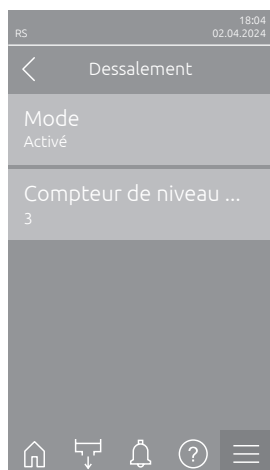 18:04
RS 02.04.2024
Dessalement
Mode
Activé
Compteur de niveau ...
3
?